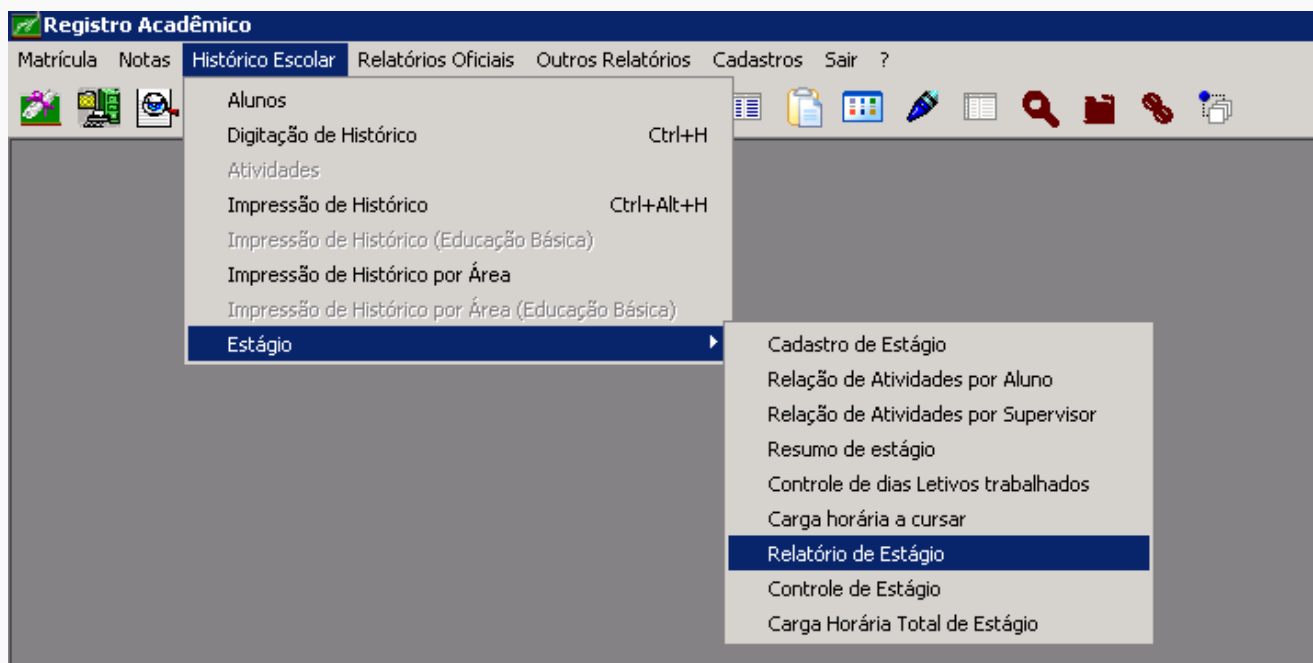 Registro Acadêmico
Matrícula Notas Histórico Escolar Relatórios Oficiais Outros Relatórios Cadastros Sair ?
Alunos
Digitação de Histórico Ctrl+H
Atividades
Impressão de Histórico Ctrl+Alt+H
Impressão de Histórico (Educação Básica)
Impressão de Histórico por Área
Impressão de Histórico por Área (Educação Básica)
Estágio
Cadastro de Estágio
Relação de Atividades por Aluno
Relação de Atividades por Supervisor
Resumo de estágio
Controle de dias Letivos trabalhados
Carga horária a cursar
Relatório de Estágio
Controle de Estágio
Carga Horária Total de Estágio